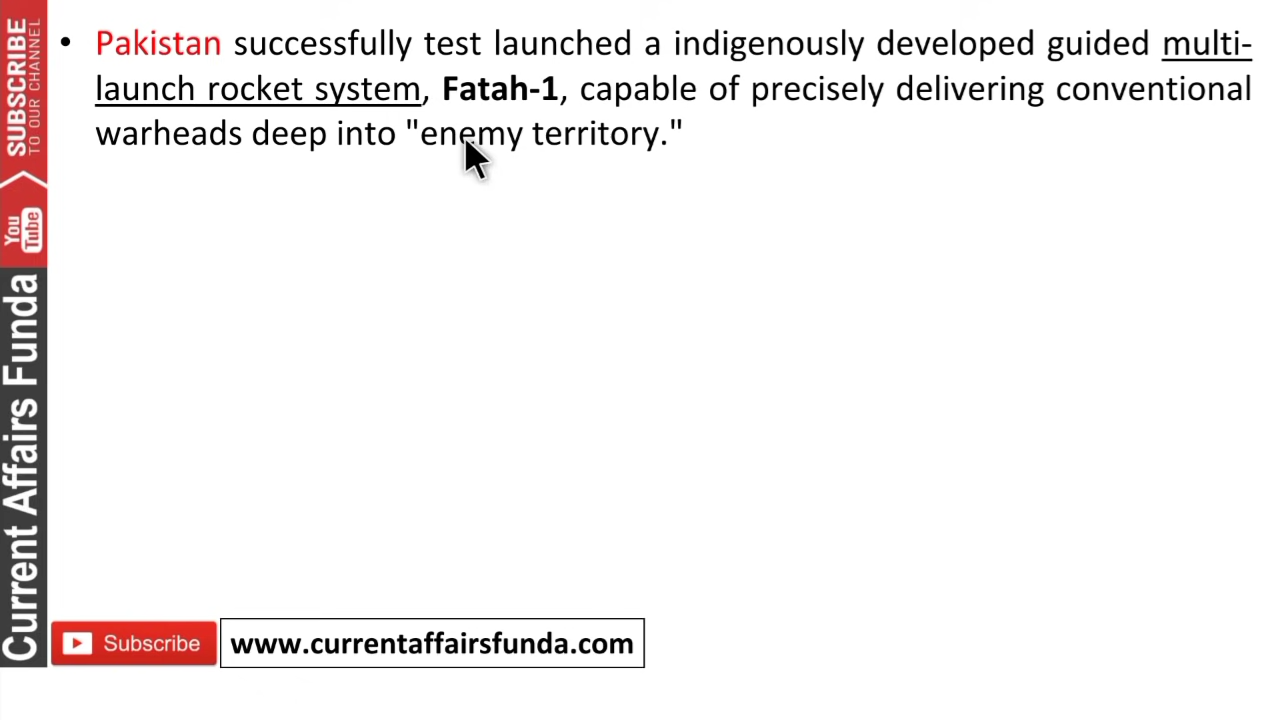 • Pakistan successfully test launched a indigenously developed guided multi-
launch rocket system, Fatah-1, capable of precisely delivering conventional
warheads deep into "enemy territory."
SUBSCRIBE
TO OUR CHANNEL
You
Tube
Current Affairs Funda
Subscribe
www.currentaffairsfunda.com